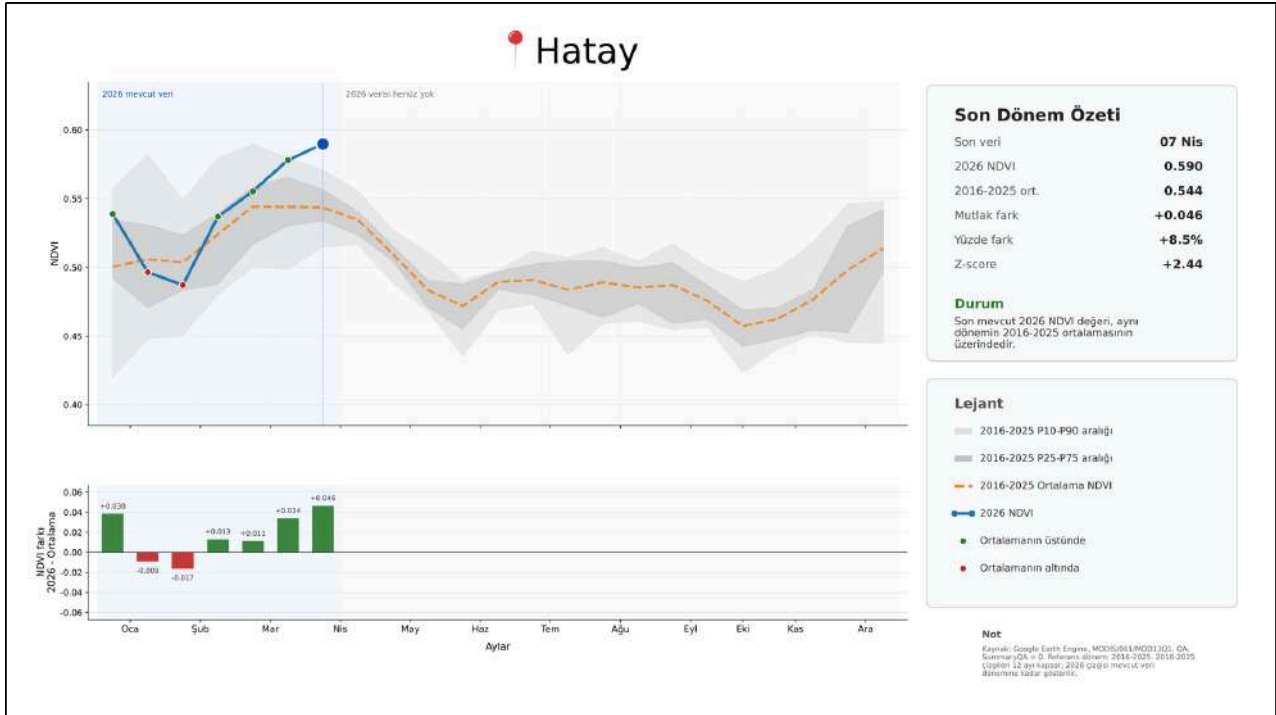 Hatay
2026 mevcut veri
2026 verisi henüz yok
0.60
0.55
0.50
0.45
0.40
NDVI
Son Dönem Özeti
Son veri 07 Nis
2026 NDVI 0.590
2016-2025 ort. 0.544
Mutlak fark +0.046
Yüzde fark +8.5%
Z-score +2.44
Durum
Son mevcut 2026 NDVI değeri, aynı
dönemin 2016-2025 ortalamasının
üzerindedir.
Lejant
2016-2025 P10-P90 aralığı
2016-2025 P25-P75 aralığı
2016-2025 Ortalama NDVI
2026 NDVI
Ortalamanın üstünde
Ortalamanın altında
NDVI farkı
2026 - Ortalama
0.06
0.04
0.02
0.00
-0.02
-0.04
-0.06
+0.038
-0.009
-0.017
+0.013
+0.011
+0.034
+0.046
Oca Şub Mar Nis May Haz Tem Ağu Eyl Eki Kas Ara
Aylar
Not
Kaynak: Google Earth Engine, MODIS/061/MOD13Q1. QA:
SummaryQA = 0. Referans dönem: 2016-2025. 2016-2025
çizgileri 12 ayı kapsar; 2026 çizgisi mevcut veri
dönemine kadar gösterilir.